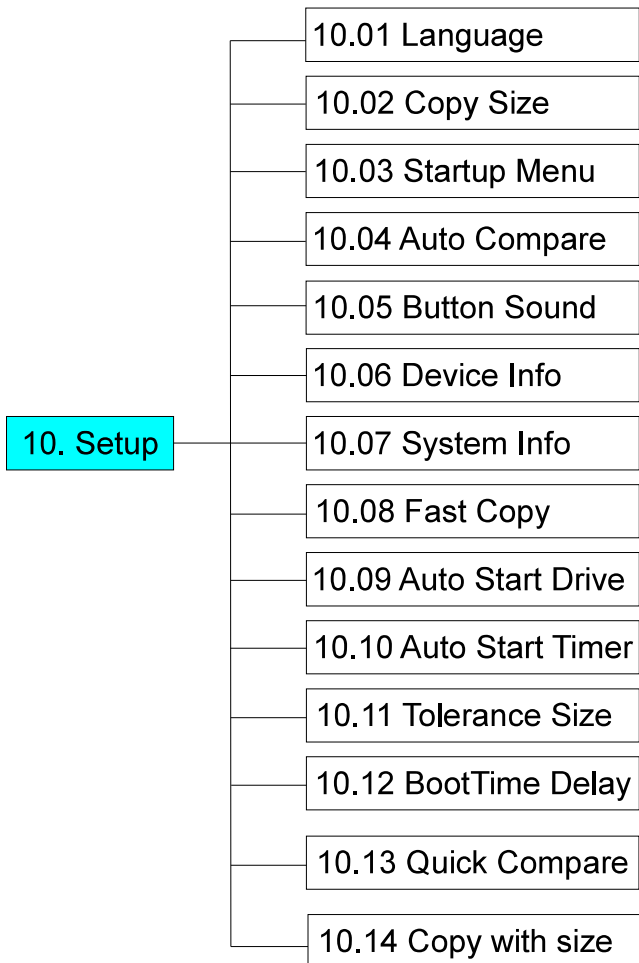 10.01 Language
10.02 Copy Size
10.03 Startup Menu
10.04 Auto Compare
10.05 Button Sound
10.06 Device Info
10. Setup
10.07 System Info
10.08 Fast Copy
10.09 Auto Start Drive
10.10 Auto Start Timer
10.11 Tolerance Size
10.12 BootTime Delay
10.13 Quick Compare
10.14 Copy with size